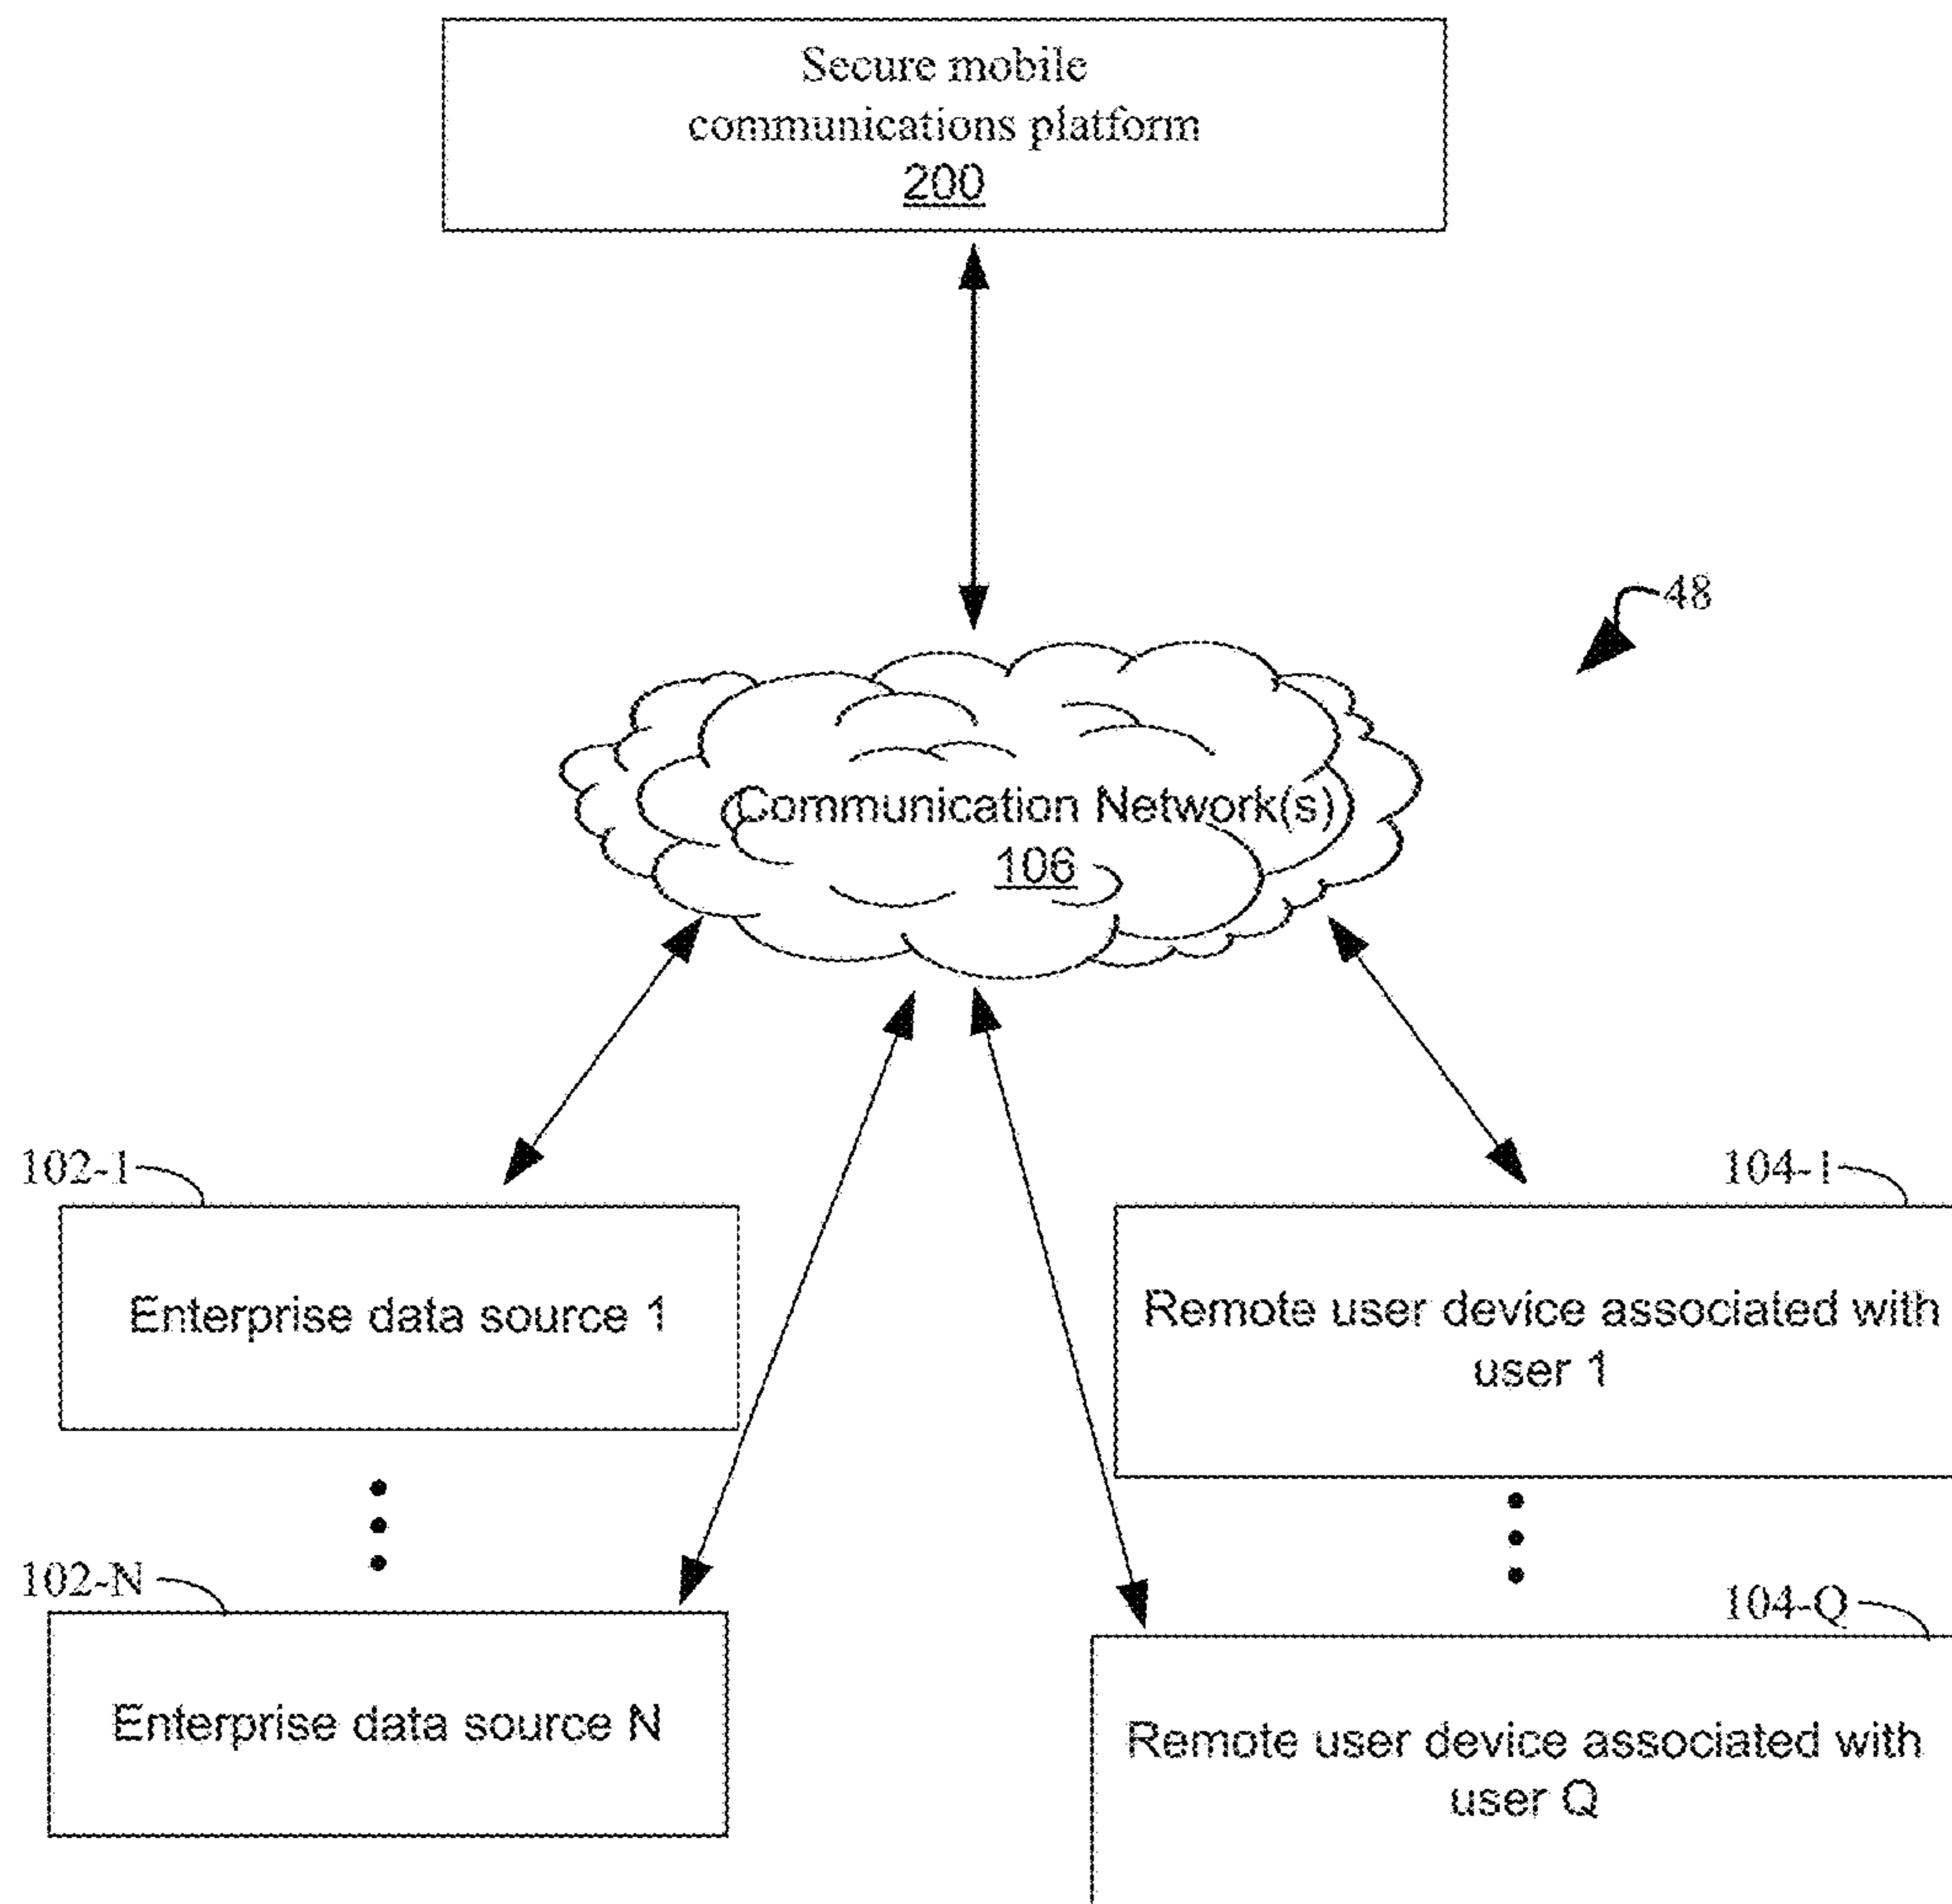 Secure mobile
communications platform
200
48
Communication Network(s)
106
102-1
104-1
Enterprise data source 1
Remote user device associated with
user 1
102-N
104-Q
Enterprise data source N
Remote user device associated with
user Q